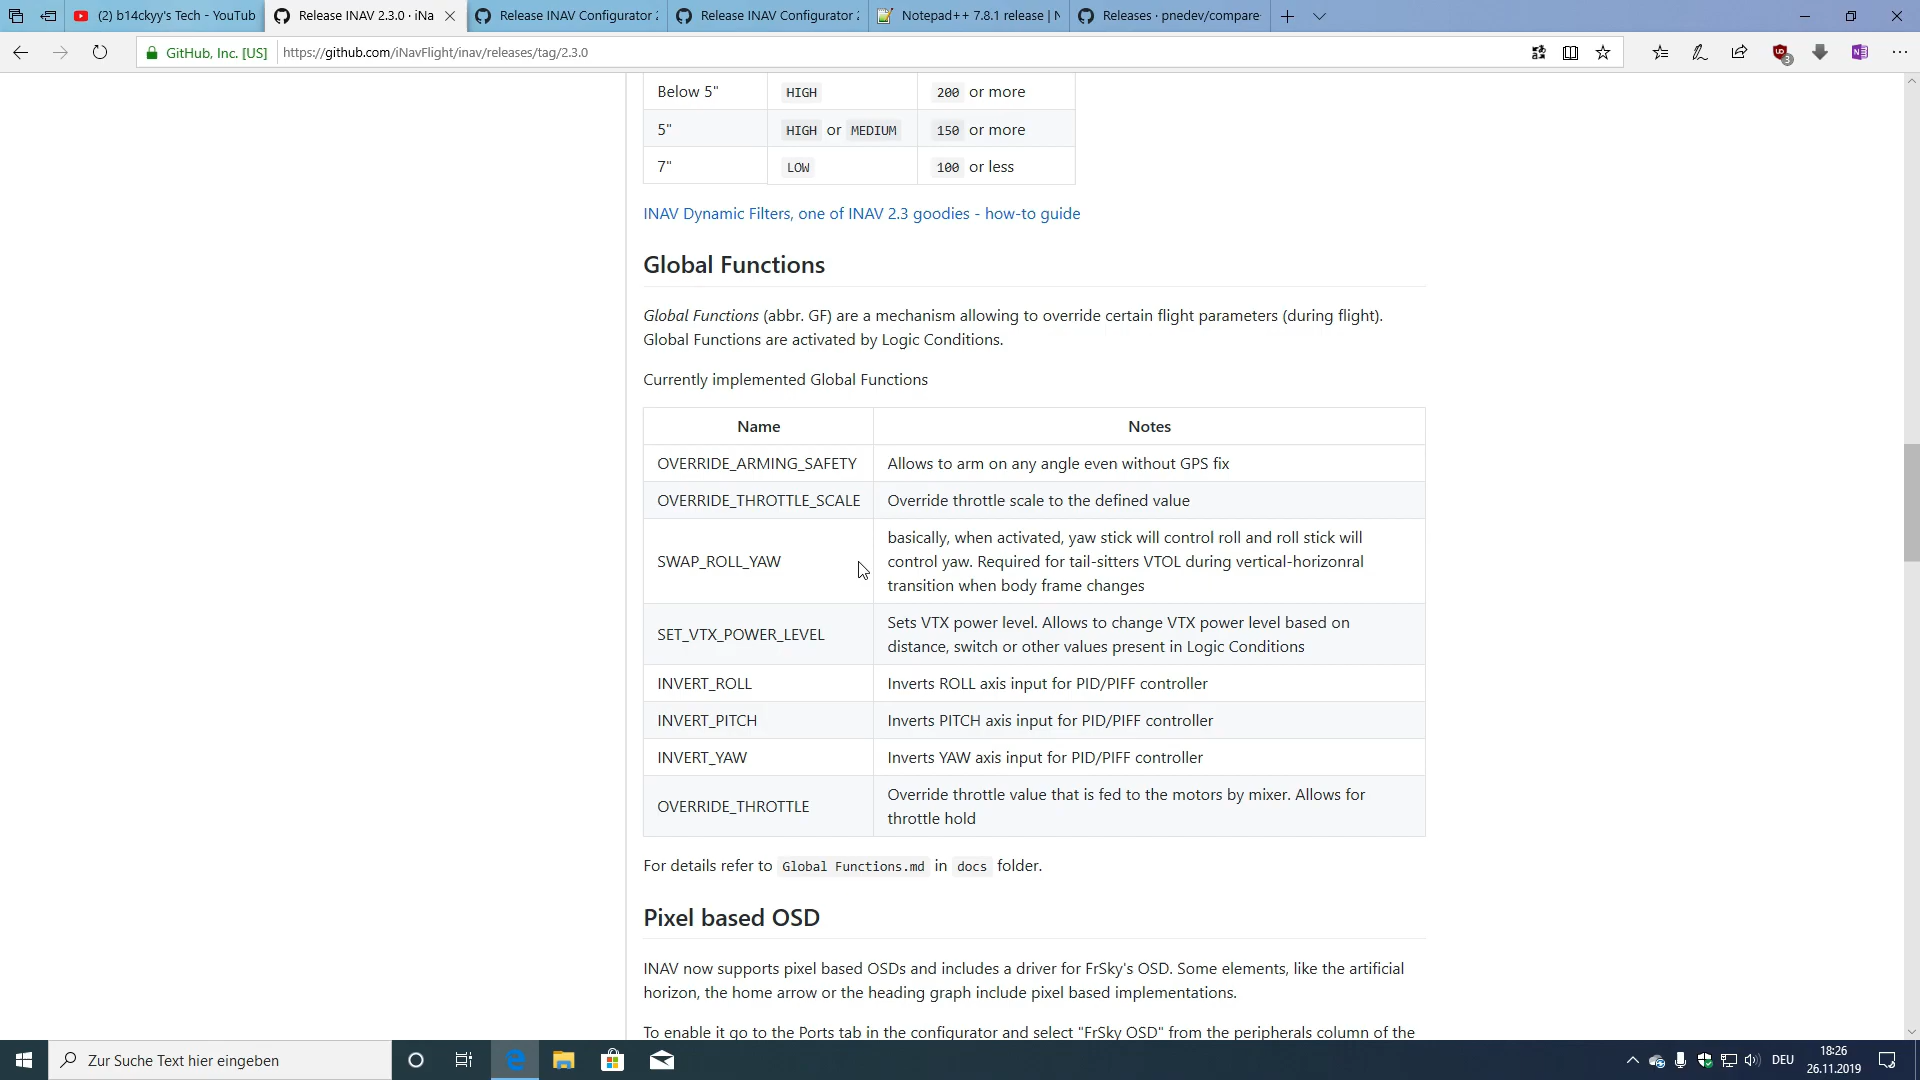 (2) b14ckyy's Tech - YouTub
Release INAV 2.3.0 · iNa
Release INAV Configurator
Release INAV Configurator
Notepad++ 7.8.1 release | N
Releases · pnedev/compare
GitHub, Inc. [US]
https://github.com/iNavFlight/inav/releases/tag/2.3.0
3
Below 5" HIGH 200 or more
5" HIGH or MEDIUM 150 or more
7" LOW 100 or less
INAV Dynamic Filters, one of INAV 2.3 goodies - how-to guide
Global Functions
Global Functions (abbr. GF) are a mechanism allowing to override certain flight parameters (during flight).
Global Functions are activated by Logic Conditions.
Currently implemented Global Functions
Name Notes
OVERRIDE_ARMING_SAFETY Allows to arm on any angle even without GPS fix
OVERRIDE_THROTTLE_SCALE Override throttle scale to the defined value
SWAP_ROLL_YAW
basically, when activated, yaw stick will control roll and roll stick will
control yaw. Required for tail-sitters VTOL during vertical-horizonral
transition when body frame changes
SET_VTX_POWER_LEVEL
Sets VTX power level. Allows to change VTX power level based on
distance, switch or other values present in Logic Conditions
INVERT_ROLL Inverts ROLL axis input for PID/PIFF controller
INVERT_PITCH Inverts PITCH axis input for PID/PIFF controller
INVERT_YAW Inverts YAW axis input for PID/PIFF controller
OVERRIDE_THROTTLE
Override throttle value that is fed to the motors by mixer. Allows for
throttle hold
For details refer to Global Functions.md in docs folder.
Pixel based OSD
INAV now supports pixel based OSDs and includes a driver for FrSky's OSD. Some elements, like the artificial
horizon, the home arrow or the heading graph include pixel based implementations.
To enable it go to the Ports tab in the configurator and select "FrSky OSD" from the peripherals column of the
Zur Suche Text hier eingeben
DEU
18:26
26.11.2019